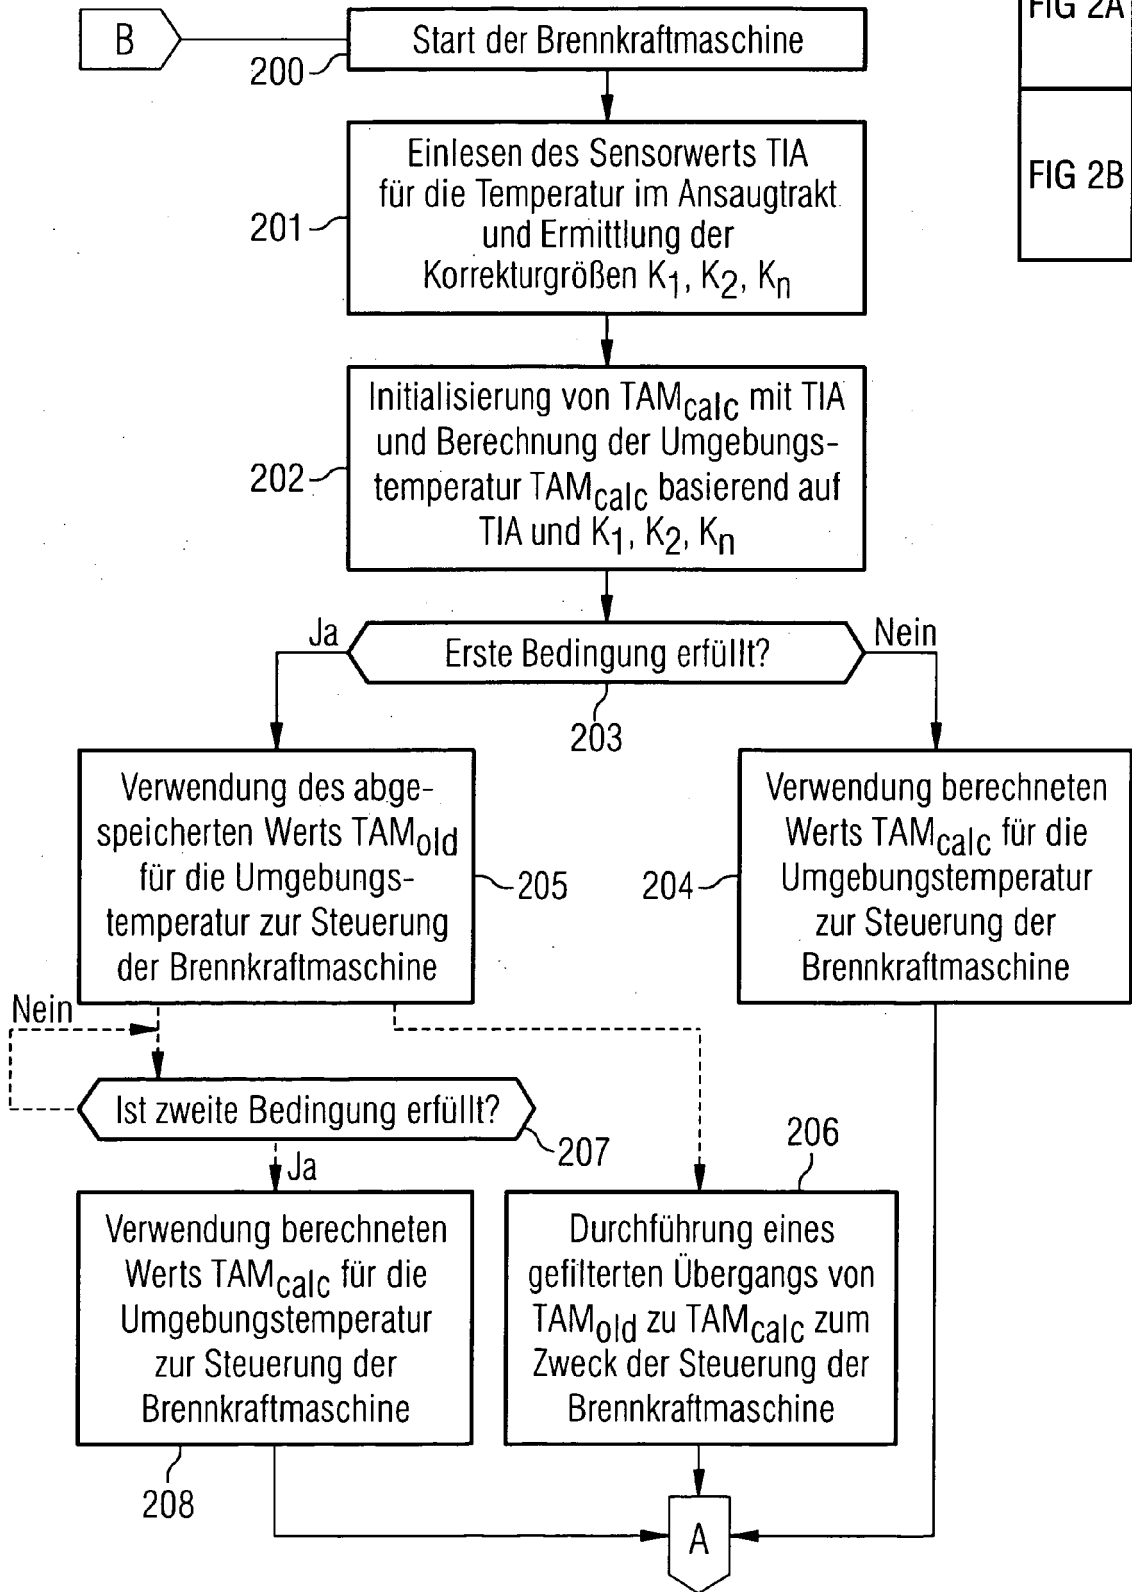 B
Start der Brennkraftmaschine
200
FIG 2A
FIG 2B
Einlesen des Sensorwerts TIA
für die Temperatur im Ansaugtrakt
und Ermittlung der
Korrekturgrößen K1, K2, Kn
201
Initialisierung von TAMcalc mit TIA
und Berechnung der Umgebungs-
temperatur TAMcalc basierend auf
TIA und K1, K2, Kn
202
Ja
Erste Bedingung erfüllt?
Nein
203
Verwendung des abge-
speicherten Werts TAMold
für die Umgebungs-
temperatur zur Steuerung
der Brennkraftmaschine
205
204
Verwendung berechneten
Werts TAMcalc für die
Umgebungstemperatur
zur Steuerung der
Brennkraftmaschine
Nein
Ist zweite Bedingung erfüllt?
207
Ja
206
Verwendung berechneten
Werts TAMcalc für die
Umgebungstemperatur
zur Steuerung der
Brennkraftmaschine
208
Durchführung eines
gefilterten Übergangs von
TAMold zu TAMcalc zum
Zweck der Steuerung der
Brennkraftmaschine
A